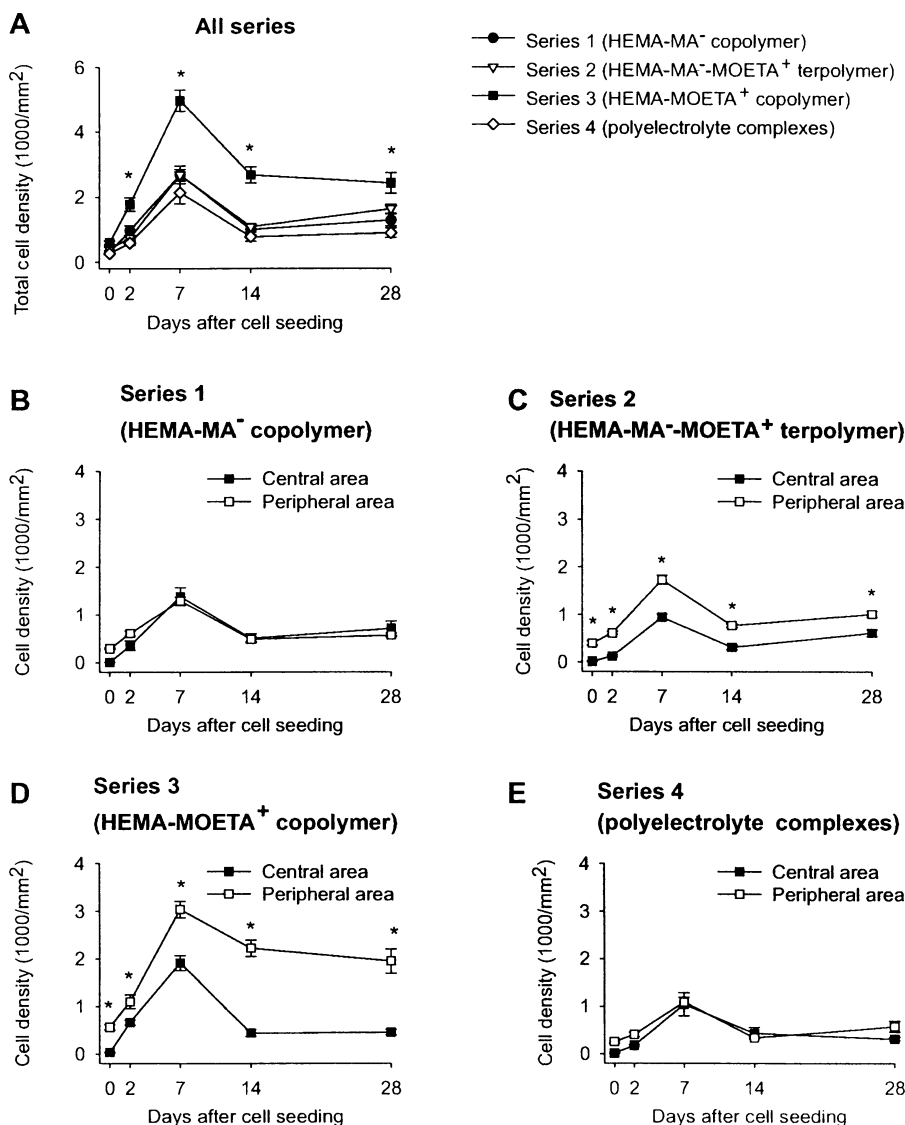 A
All series
Series 1 (HEMA-MA⁻ copolymer)
Series 2 (HEMA-MA⁻-MOETA⁺ terpolymer)
Series 3 (HEMA-MOETA⁺ copolymer)
Series 4 (polyelectrolyte complexes)
Total cell density (1000/mm²)
6
4
2
0
* * * *
0 2 7 14 28
Days after cell seeding
B
Series 1
(HEMA-MA⁻ copolymer)
Central area
Peripheral area
Cell density (1000/mm²)
4
3
2
1
0
0 2 7 14 28
Days after cell seeding
C
Series 2
(HEMA-MA⁻-MOETA⁺ terpolymer)
Central area
Peripheral area
Cell density (1000/mm²)
4
3
2
1
0
* * * * *
0 2 7 14 28
Days after cell seeding
D
Series 3
(HEMA-MOETA⁺ copolymer)
Central area
Peripheral area
Cell density (1000/mm²)
4
3
2
1
0
* * * * *
0 2 7 14 28
Days after cell seeding
E
Series 4
(polyelectrolyte complexes)
Central area
Peripheral area
Cell density (1000/mm²)
4
3
2
1
0
0 2 7 14 28
Days after cell seeding